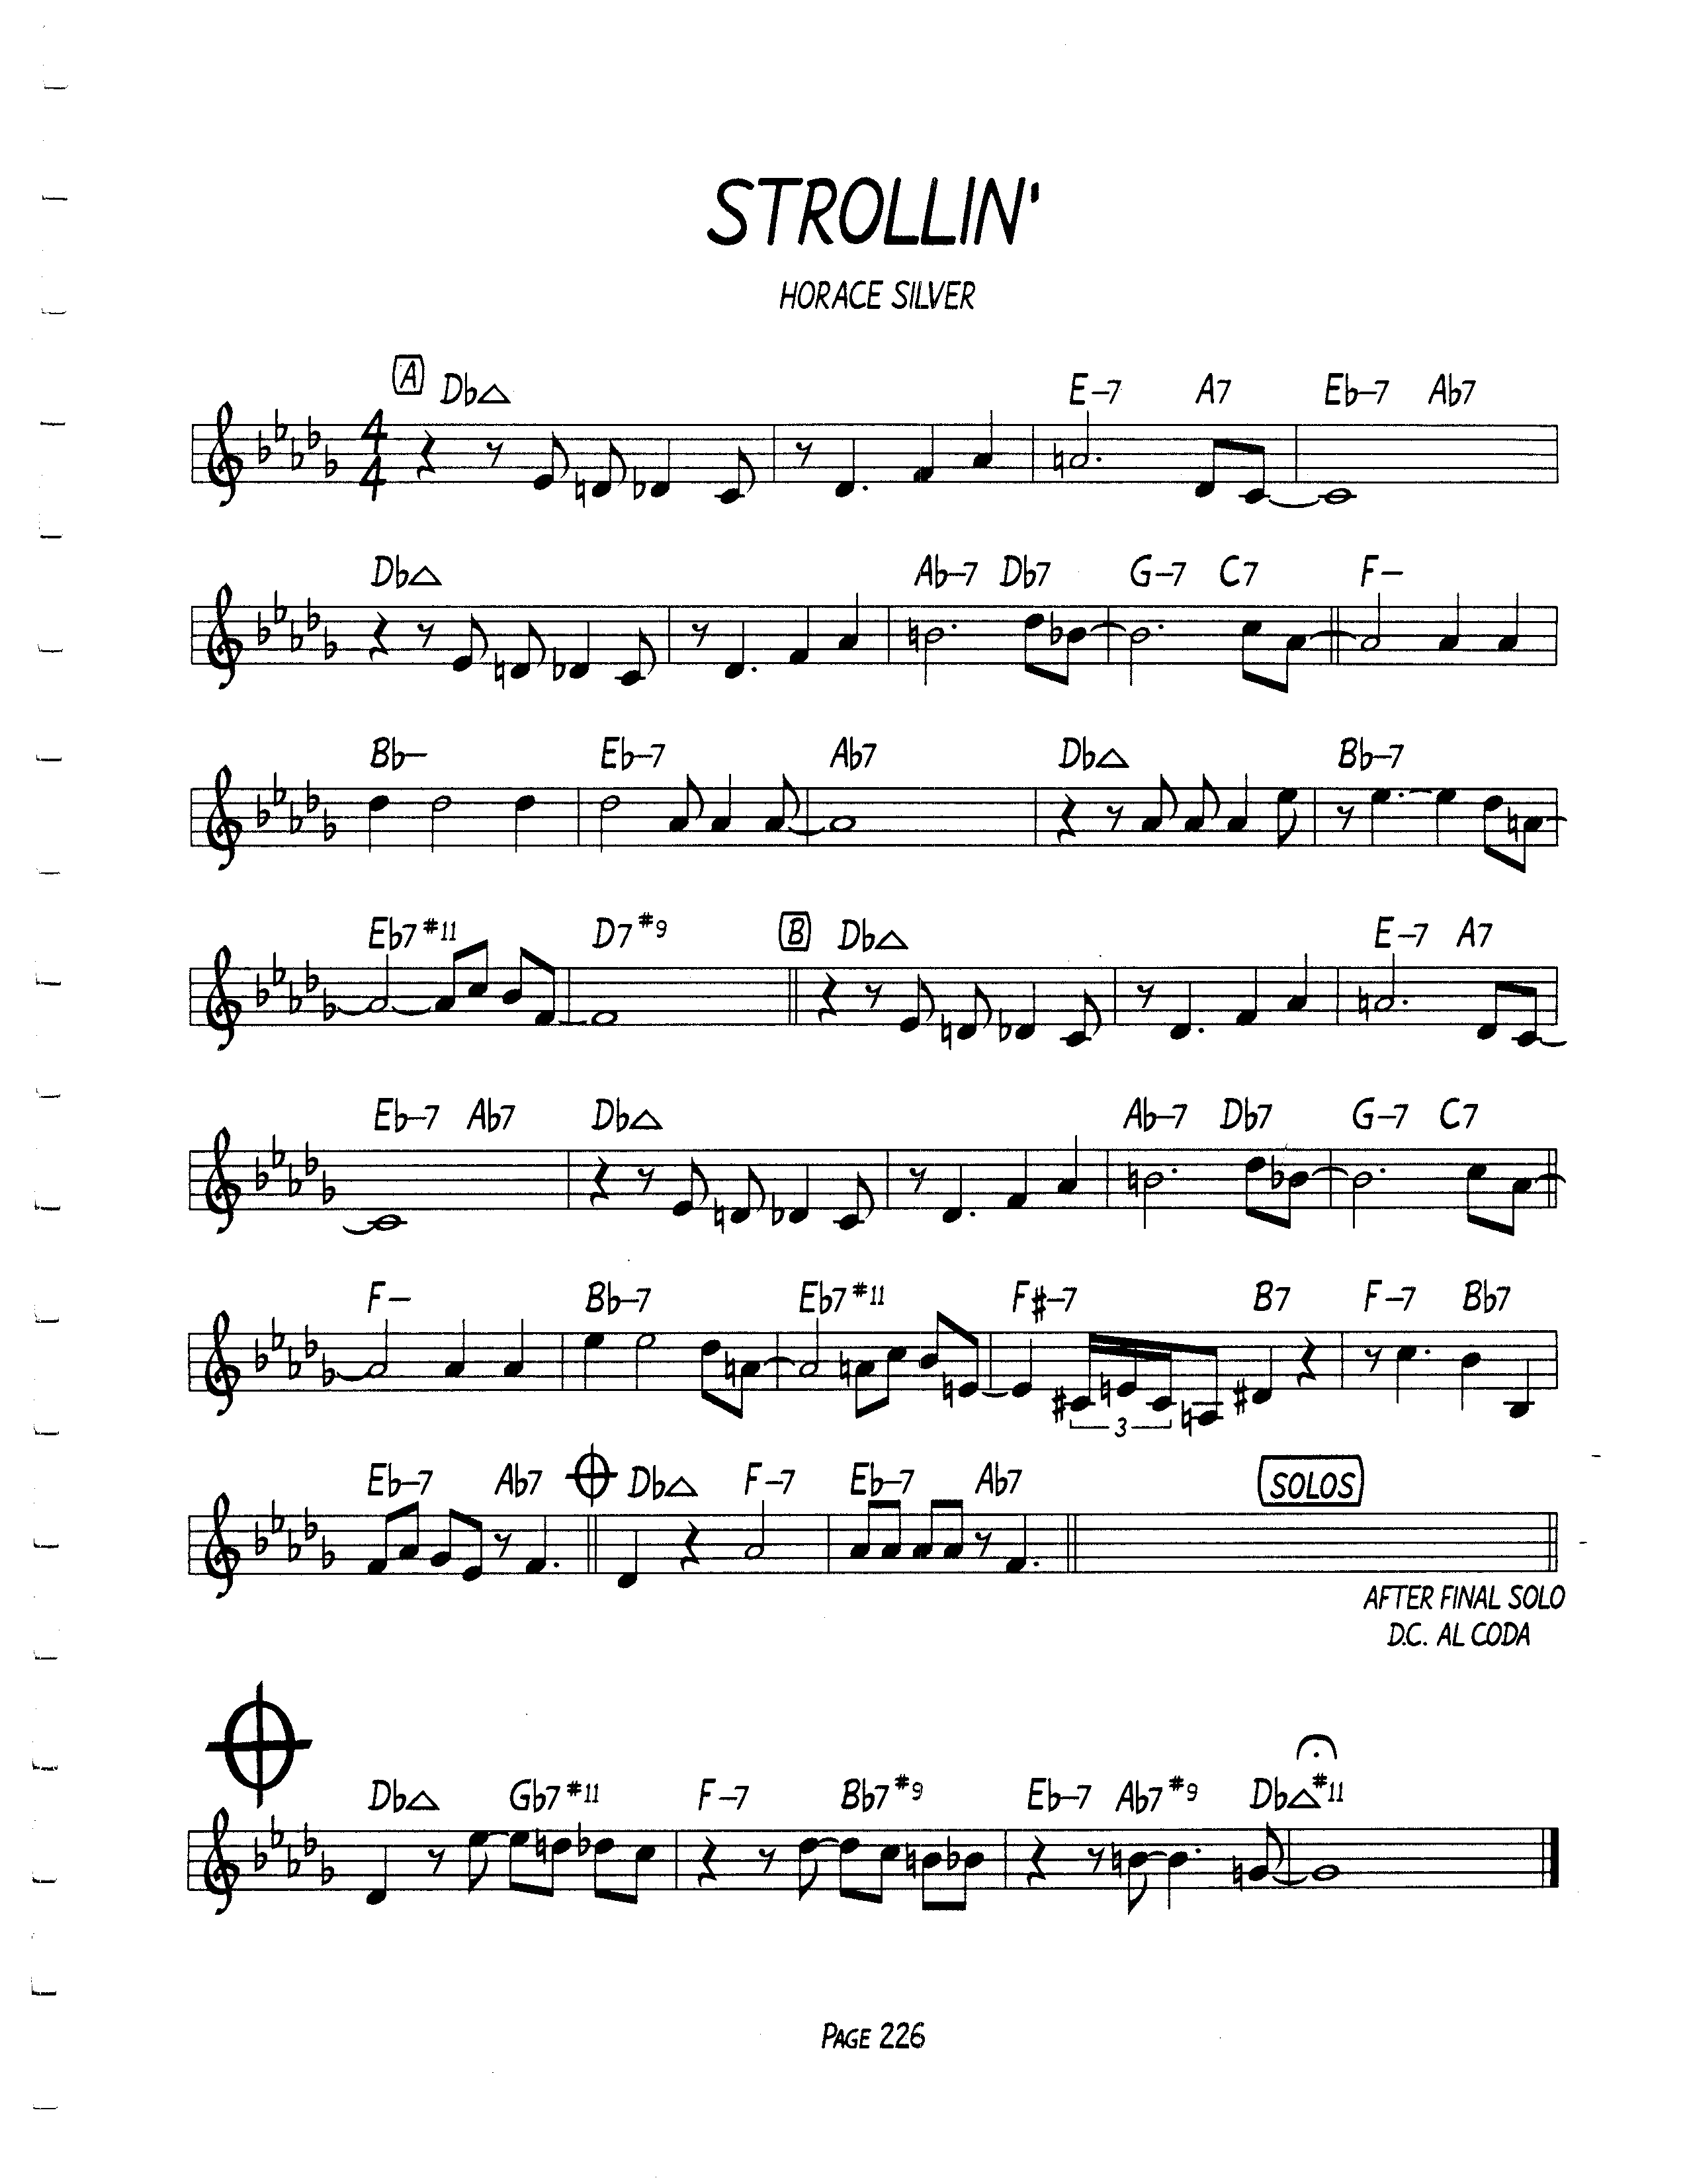 STROLLIN'
HORACE SILVER
A Db△ E-7 A7 Eb-7 Ab7
4
4
Db△ Ab-7 Db7 G-7 C7 F-
Bb- Eb-7 Ab7 Db△ Bb-7
Eb7#11 D7#9 B Db△ E-7 A7
Eb-7 Ab7 Db△ Ab-7 Db7 G-7 C7
F- Bb-7 Eb7#11 F#-7 B7 F-7 Bb7
3
Eb-7 Ab7 Db△ F-7 Eb-7 Ab7 SOLOS
AFTER FINAL SOLO
D.C. AL CODA
Db△ Gb7#11 F-7 Bb7#9 Eb-7 Ab7#9 Db△#11
PAGE 226